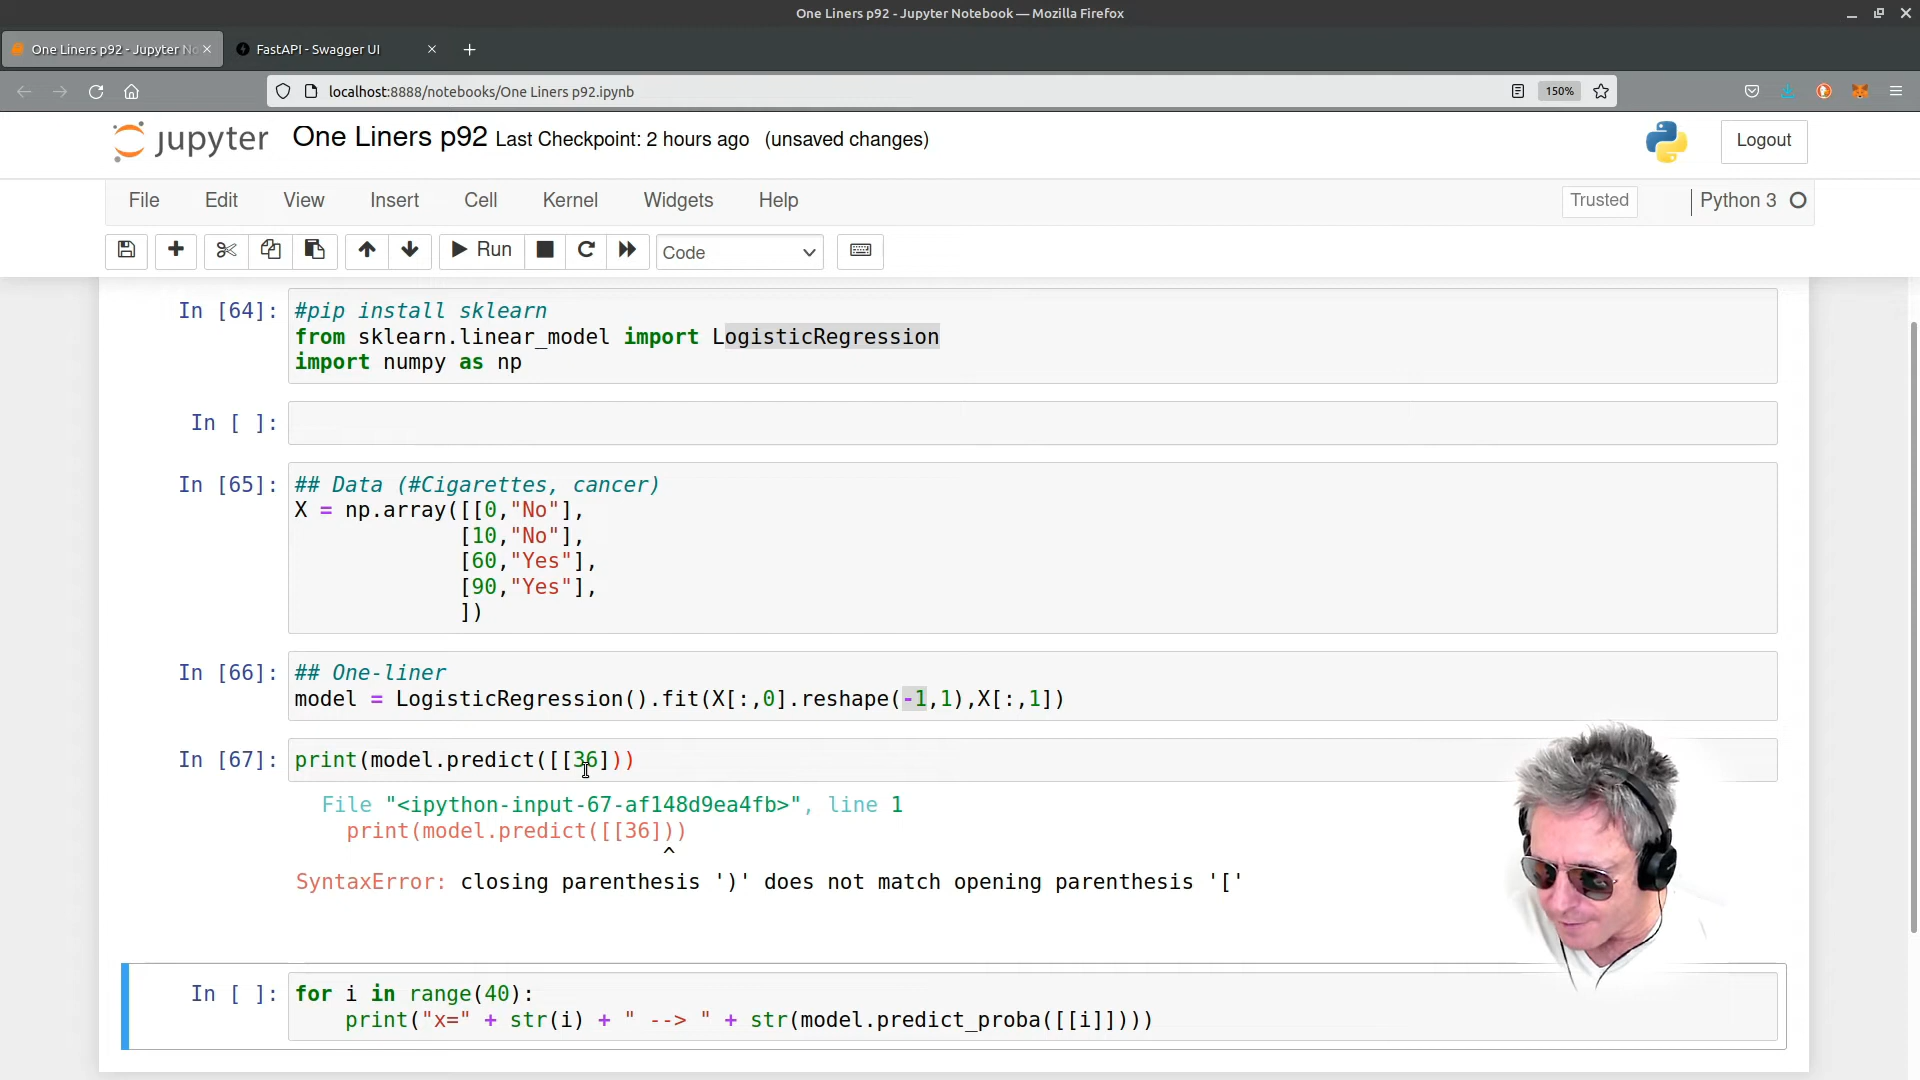 One Liners p92 - Jupyter Notebook — Mozilla Firefox
One Liners p92 - Jupyter No
FastAPI - Swagger UI
localhost:8888/notebooks/One Liners p92.ipynb
150%
jupyter One Liners p92 Last Checkpoint: 2 hours ago (unsaved changes)
Logout
File Edit View Insert Cell Kernel Widgets Help
Trusted
Python 3
Run
Code
In [64]: #pip install sklearn
from sklearn.linear_model import LogisticRegression
import numpy as np
In [ ]:
In [65]: ## Data (#Cigarettes, cancer)
X = np.array([[0,"No"],
[10,"No"],
[60,"Yes"],
[90,"Yes"],
])
In [66]: ## One-liner
model = LogisticRegression().fit(X[:,0].reshape(-1,1),X[:,1])
In [67]: print(model.predict([[36]))
File "<ipython-input-67-af148d9ea4fb>", line 1
print(model.predict([[36]))
^
SyntaxError: closing parenthesis ')' does not match opening parenthesis '['
In [ ]: for i in range(40):
print("x=" + str(i) + " --> " + str(model.predict_proba([[i]])))